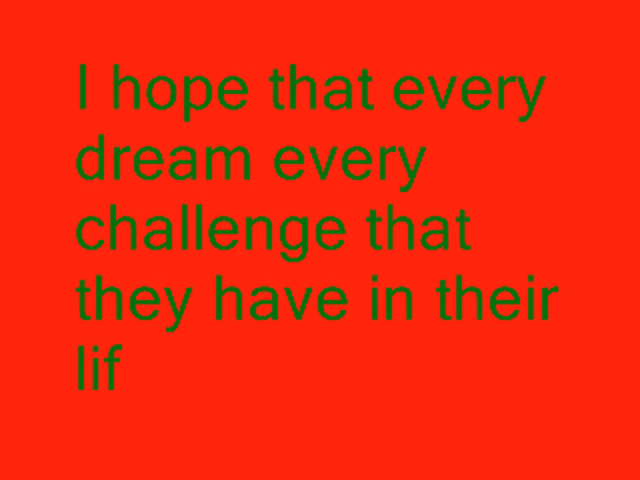 I hope that every
dream every
challenge that
they have in their
lif